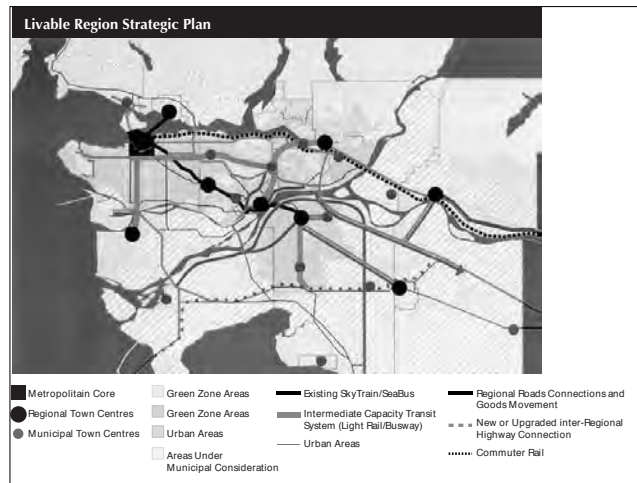 Livable Region Strategic Plan
Metropolitain Core
Regional Town Centres
Municipal Town Centres
Green Zone Areas
Green Zone Areas
Urban Areas
Areas Under
Municipal Consideration
Existing SkyTrain/SeaBus
Intermediate Capacity Transit
System (Light Rail/Busway)
Urban Areas
Regional Roads Connections and
Goods Movement
New or Upgraded inter-Regional
Highway Connection
Commuter Rail